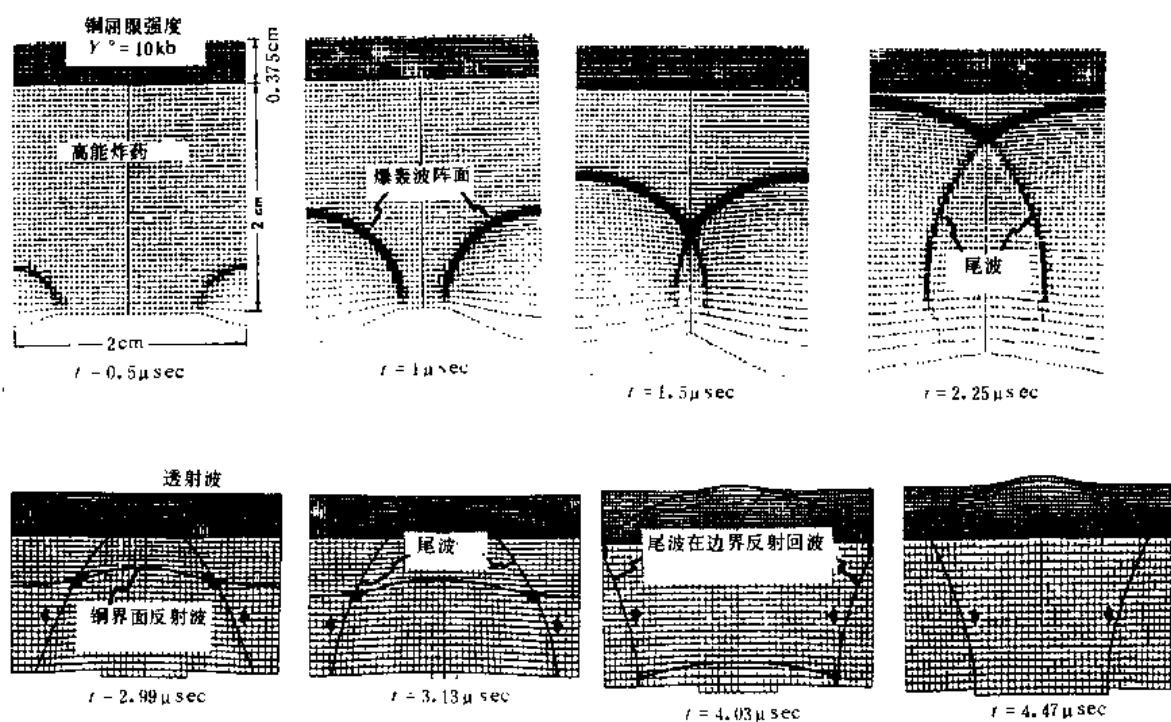 铜屈服强度
Y° = 10kb
0.375cm
高能炸药
2cm
2cm
t = 0.5μsec
爆轰波阵面
t = 1μsec
t = 1.5μsec
尾波
t = 2.25μsec
透射波
铜界面反射波
t = 2.99μsec
尾波
t = 3.13μsec
尾波在边界反射回波
t = 4.03μsec
t = 4.47μsec